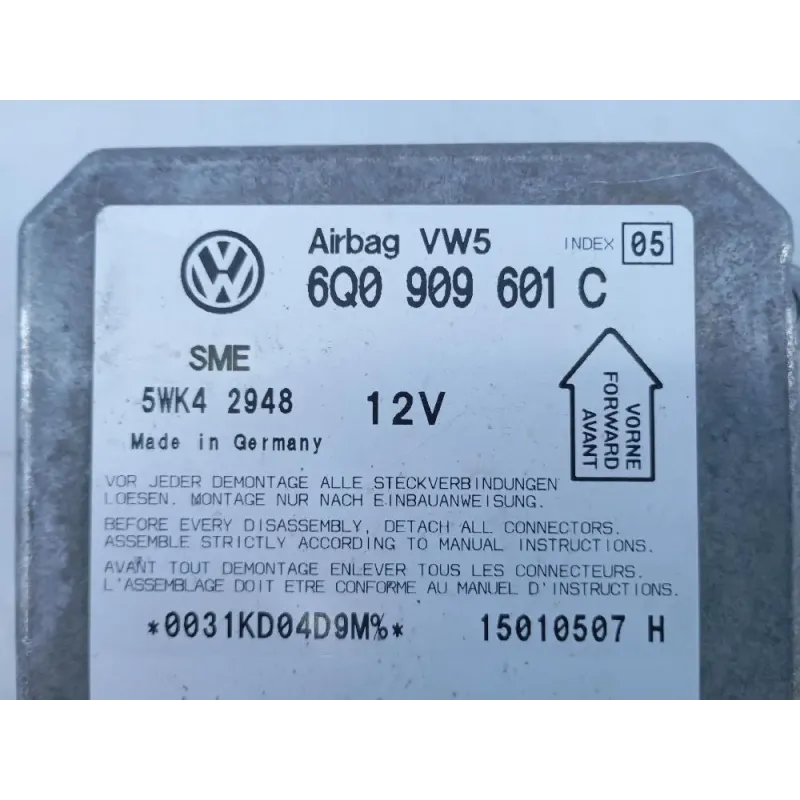 Airbag VW5 INDEX 05
6Q0 909 601 C
SME
5WK4 2948 12V
Made in Germany
VORNE
FORWARD
AVANT
VOR JEDER DEMONTAGE ALLE STECKVERBINDUNGEN
LOESEN. MONTAGE NUR NACH EINBAUANWEISUNG.
BEFORE EVERY DISASSEMBLY, DETACH ALL CONNECTORS.
ASSEMBLE STRICTLY ACCORDING TO MANUAL INSTRUCTIONS.
AVANT TOUT DEMONTAGE ENLEVER TOUS LES CONNECTEURS.
L'ASSEMBLAGE DOIT ETRE CONFORME AU MANUEL D'INSTRUCTIONS.
*0031KD04D9M%* 15010507 H